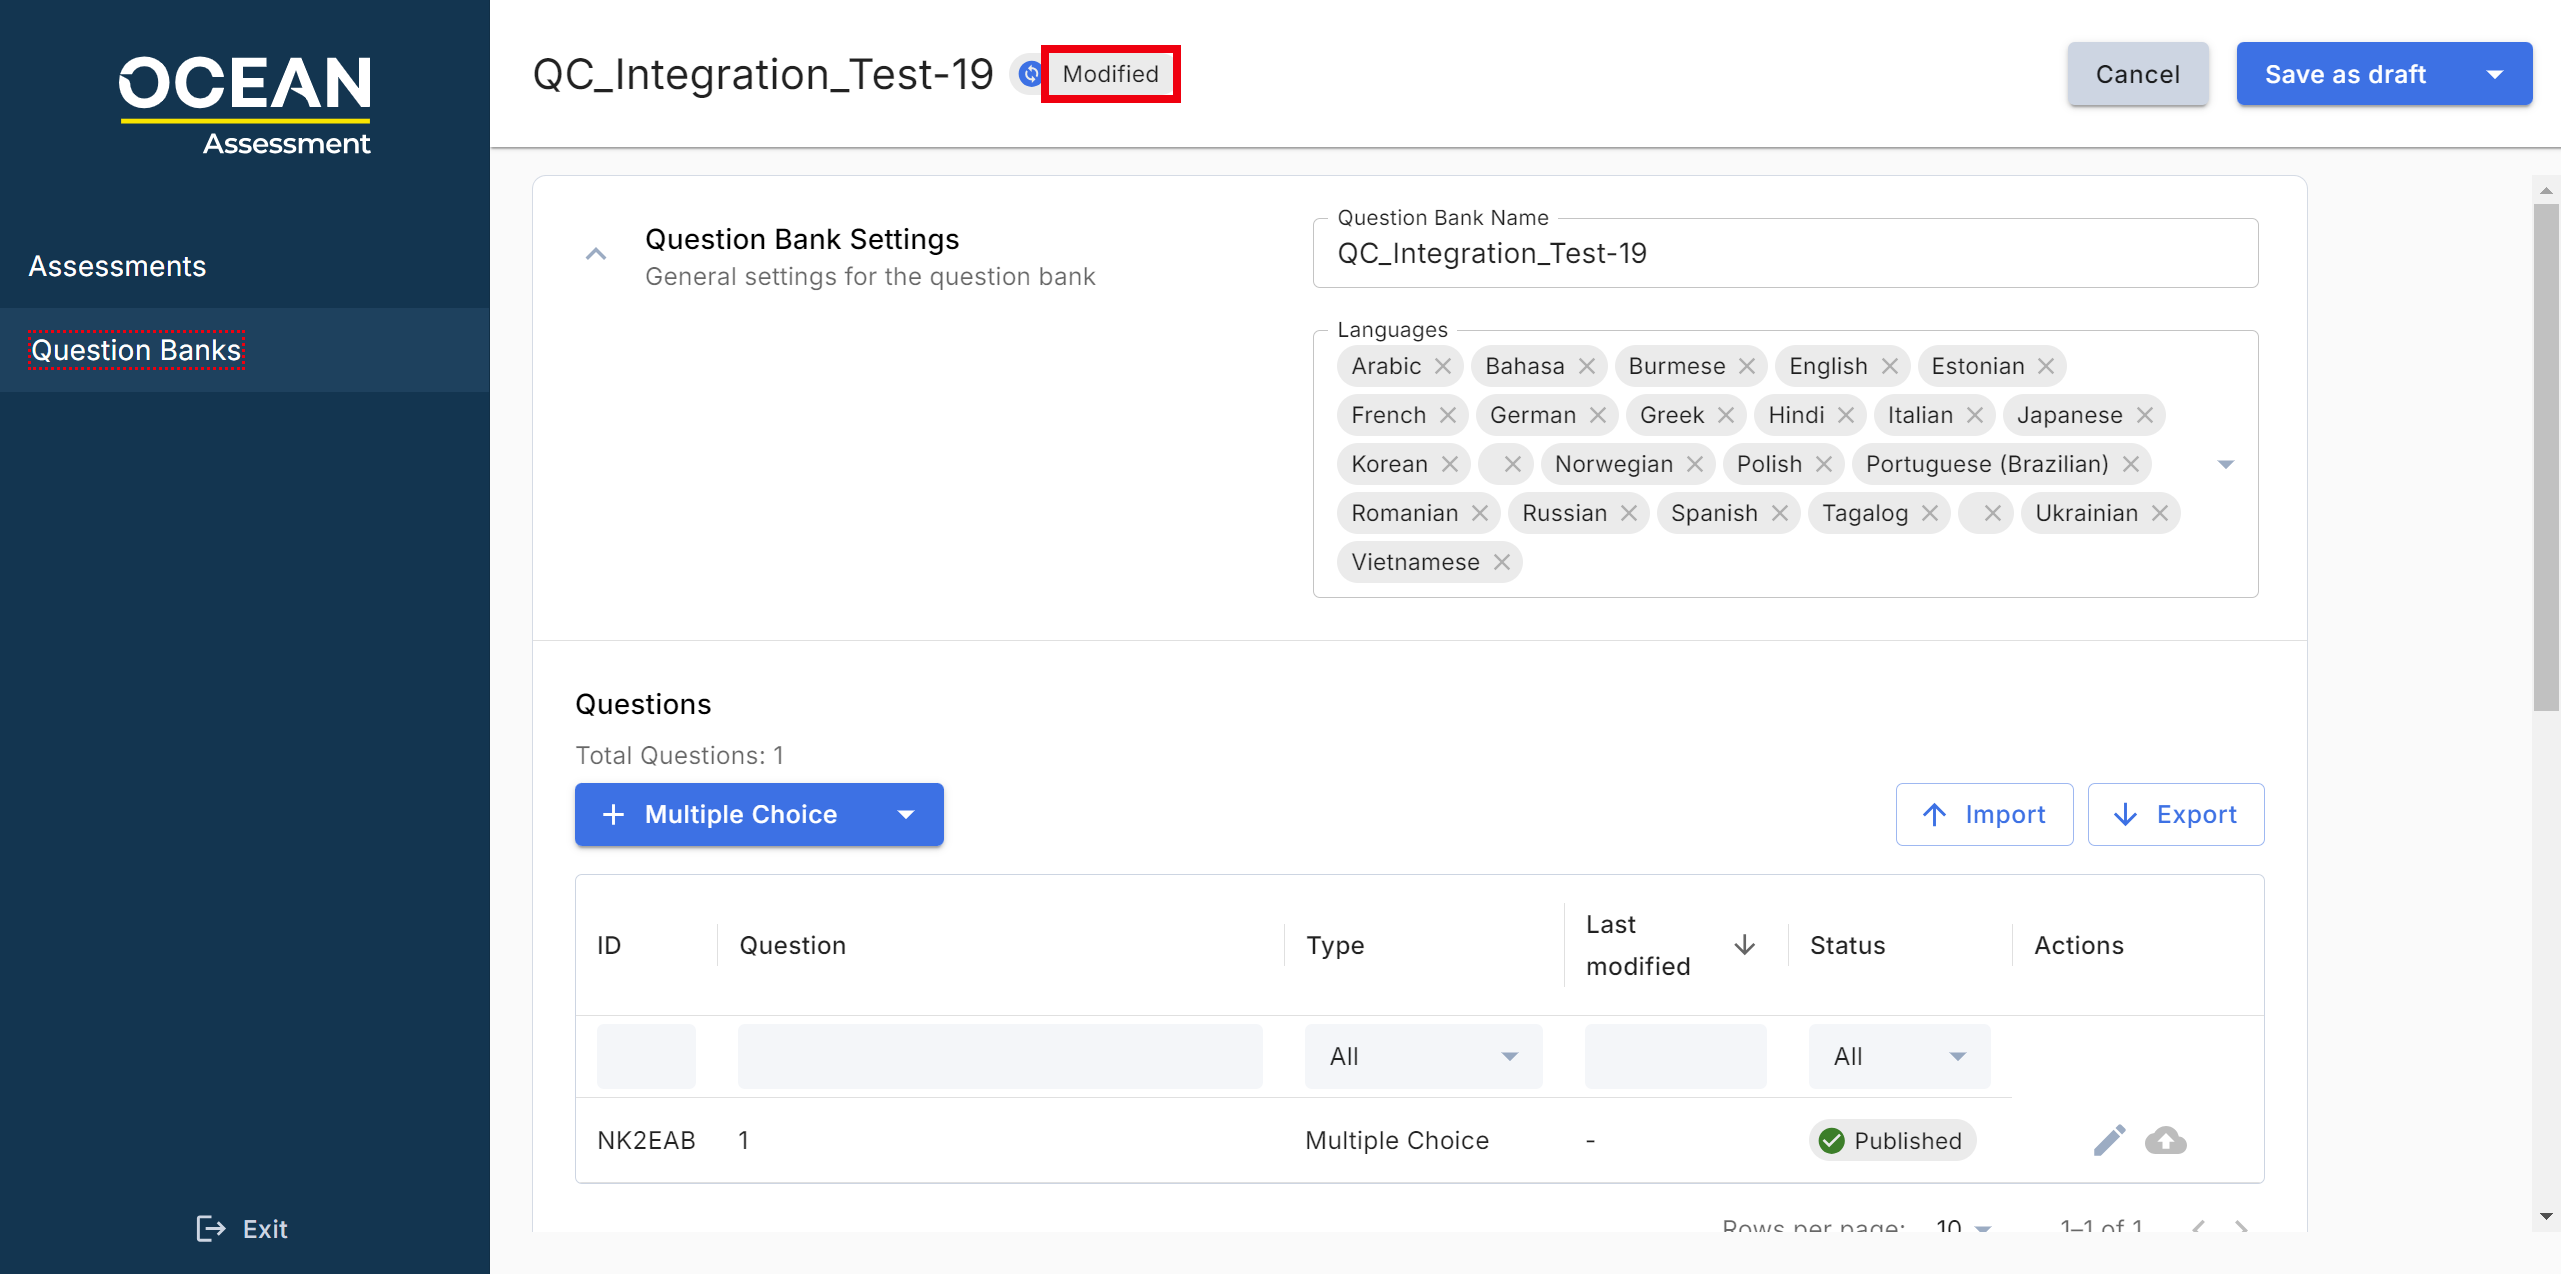 OCEAN
Assessment
Assessments
Question Banks
Exit
QC_Integration_Test-19 Modified
Cancel
Save as draft
Question Bank Settings
General settings for the question bank
Question Bank Name
QC_Integration_Test-19
Languages
Arabic Bahasa Burmese English Estonian
French German Greek Hindi Italian Japanese
Korean Norwegian Polish Portuguese (Brazilian)
Romanian Russian Spanish Tagalog Ukrainian
Vietnamese
Questions
Total Questions: 1
Multiple Choice
Import
Export
ID Question Type Last modified Status Actions
All All
NK2EAB 1 Multiple Choice - Published
Rows per page: 10 1–1 of 1